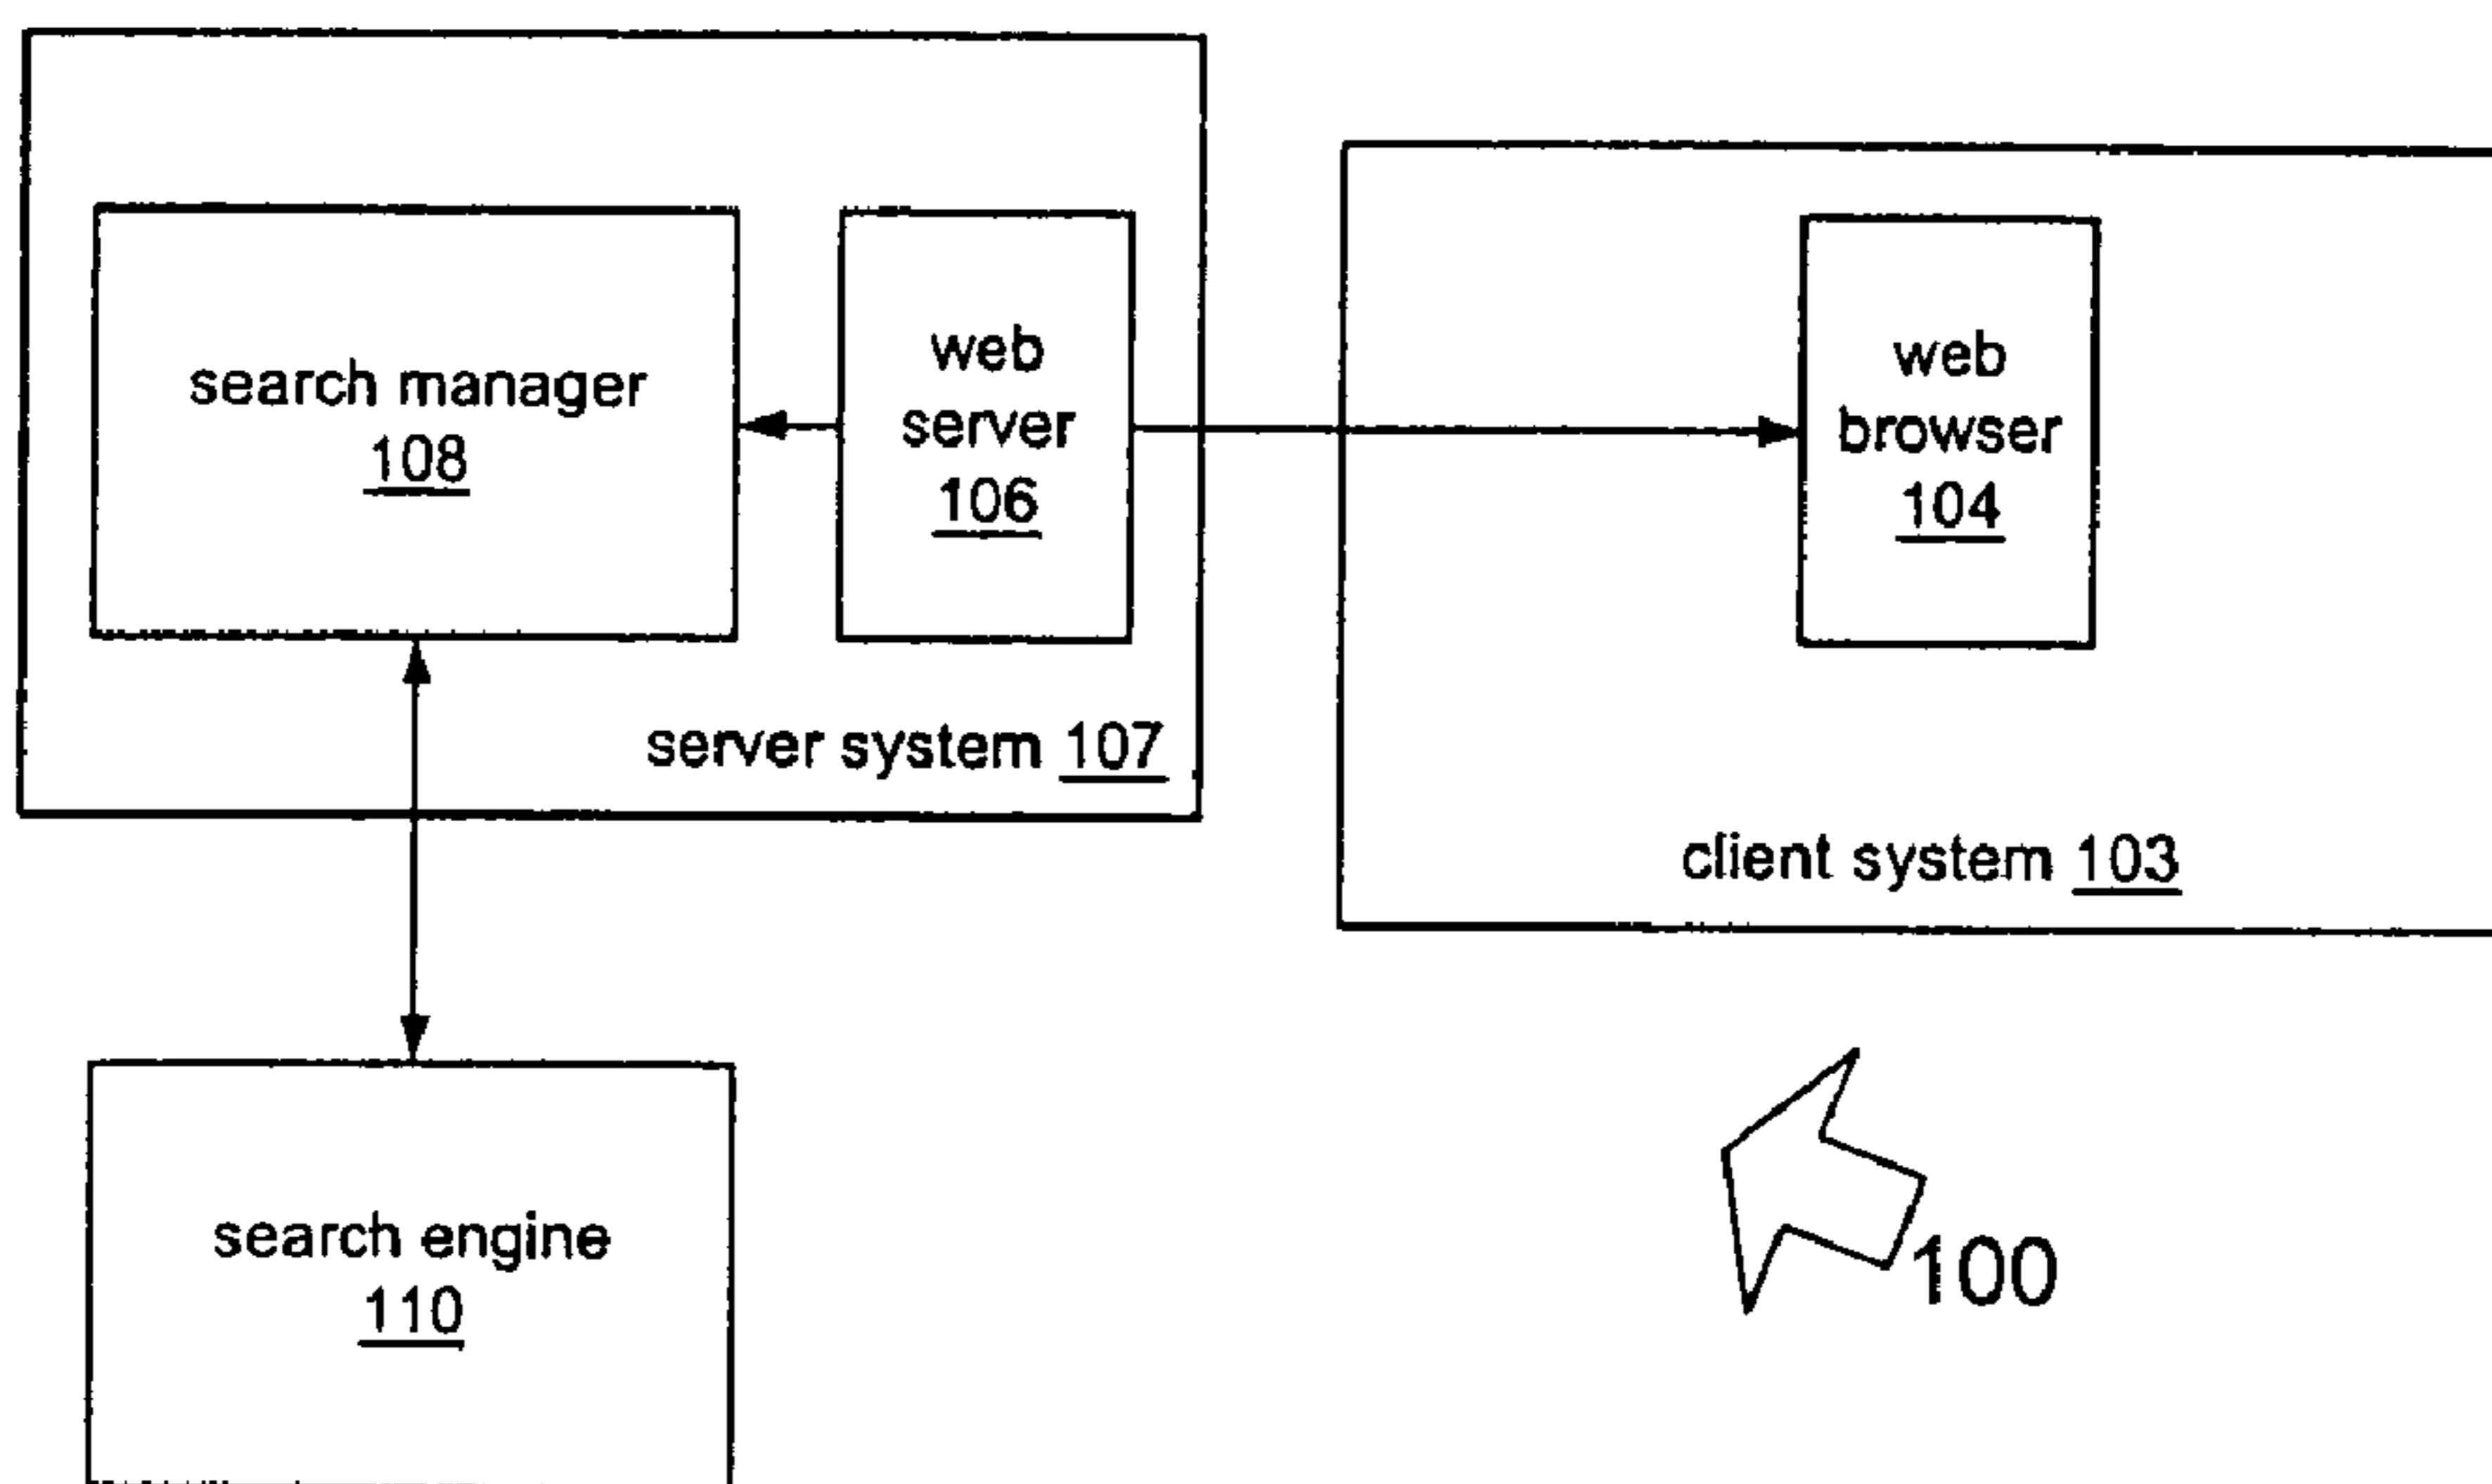 search manager
108
web
server
106
server system 107
web
browser
104
client system 103
search engine
110
100